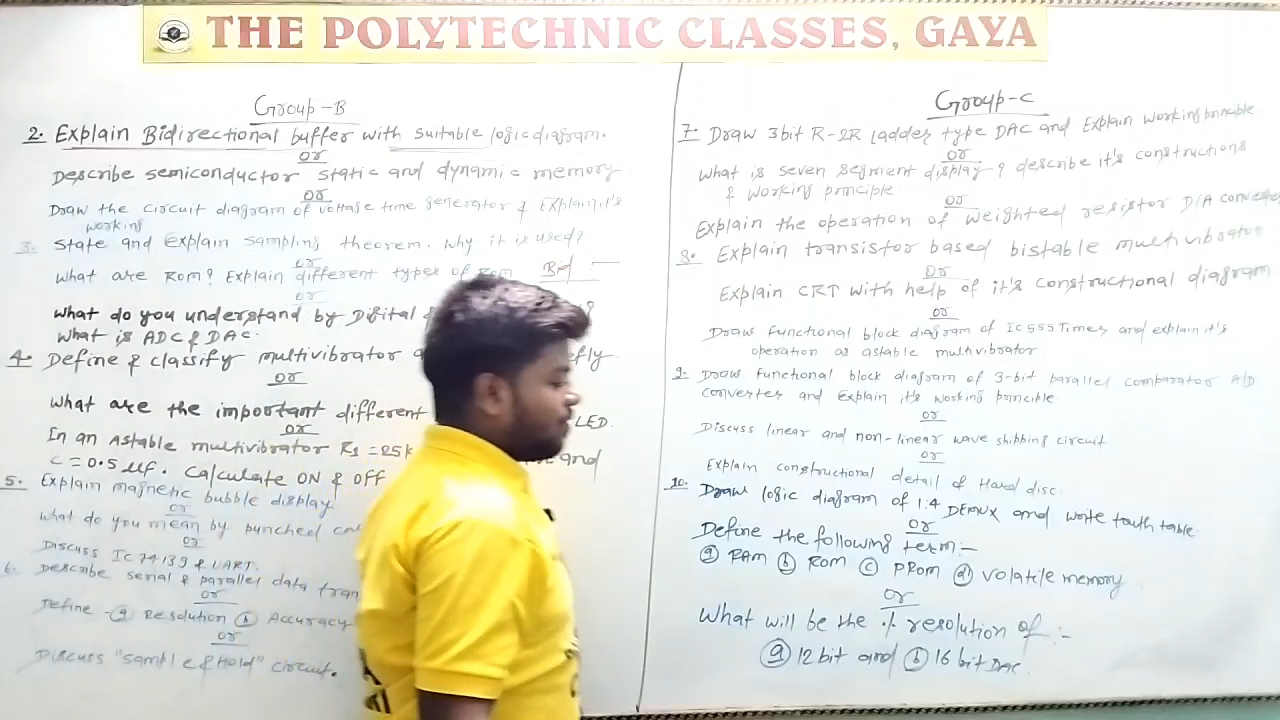 THE POLYTECHNIC CLASSES, GAYA
Group-B
2. Explain Bidirectional buffer with suitable logic diagram.
or
Describe semiconductor static and dynamic memory
or
Draw the circuit diagram of voltage time generator & Explain it's
working
3. State and Explain sampling theorem. Why it is used?
or
What are Rom? Explain different types of Rom
Bid
or
What do you understand by Digital &
What is ADC & DAC.
4. Define & classify multivibrator
or
What are the important different LED.
or
In an Astable multivibrator R1 = 25k and
C = 0.5 uf. Calculate ON & OFF
5. Explain magnetic bubble display
or
What do you mean by punched
or
Discuss IC 74139 & UART.
6. Describe serial & parallel data
or
Define - (a) Resolution (b) Accuracy
or
Discuss "Sample & Hold" circuit.
Group-C
7. Draw 3bit R-2R Ladder type DAC and Explain working principle
or
What is seven segment display? describe it's constructions
& working principle.
or
Explain the operation of weighted resistor D/A
8. Explain transistor based bistable multivibrator
or
Explain CRT with help of it's constructional diagram
or
Draw functional block diagram of IC555 Timer and explain it's
operation as astable multivibrator.
9. Draw functional block diagram of 3-bit parallel comparator A/D
converter and Explain it's working principle.
or
Discuss linear and non-linear wave shipping circuit.
or
Explain constructional detail of Hard disc.
10. Draw logic diagram of 1:4 DEMUX and write truth table.
or
Define the following term:-
(a) RAM (b) ROM (c) PROM (d) volatile memory
or
What will be the % resolution of :-
(a) 12 bit and (b) 16 bit DAC.